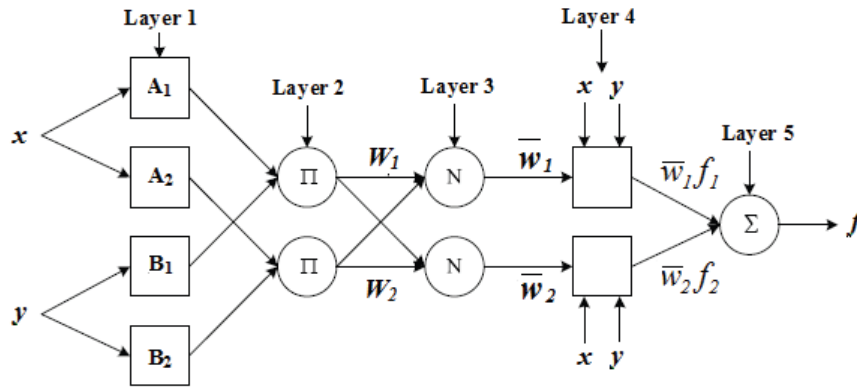 Layer 1
Layer 2
Layer 3
Layer 4
Layer 5
x
y
A₁
A₂
B₁
B₂
Π
Π
W₁
W₂
N
N
w̅₁
w̅₂
x y
x y
w̅₁f₁
w̅₂f₂
Σ
f